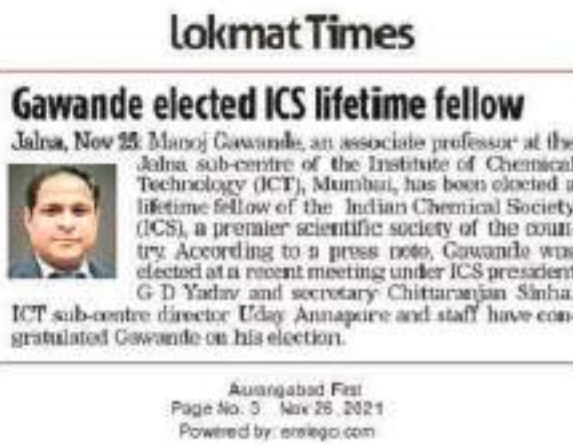 Lokmat Times
Gawande elected ICS lifetime fellow
Jalna, Nov 25: Manoj Gawande, an associate professor at the
Jalna sub-centre of the Institute of Chemical
Technology (ICT), Mumbai, has been elected a
lifetime fellow of the Indian Chemical Society
(ICS), a premier scientific society of the coun-
try. According to a press note, Gawande was
elected at a recent meeting under ICS president
G D Yadav and secretary Chittaranjan Sinha.
ICT sub-centre director Uday Annapure and staff have con-
gratulated Gawande on his election.
Aurangabad First
Page No. 3 Nov 26, 2021
Powered by: erelego.com